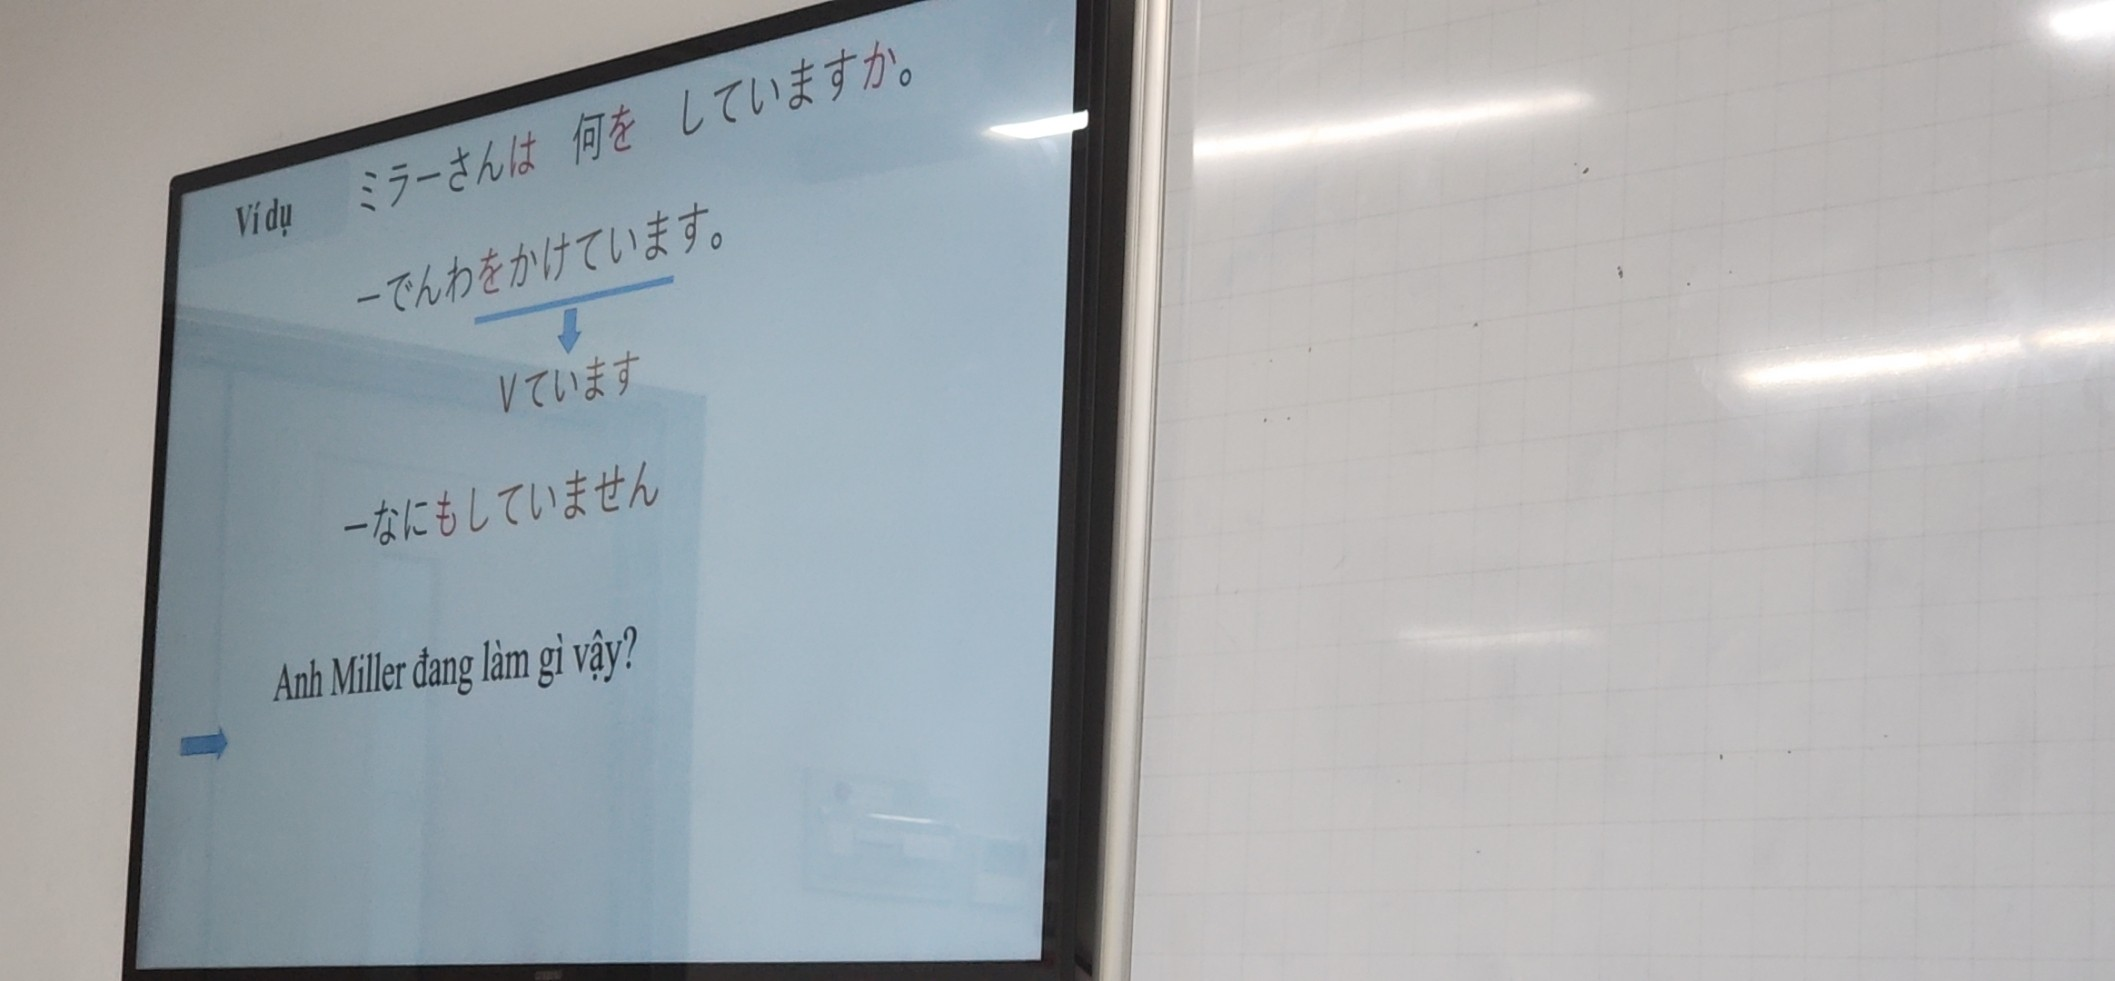 Ví dụ ミラーさんは 何を していますか。
ーでんわをかけています。
Vています
ーなにもしていません
Anh Miller đang làm gì vậy?